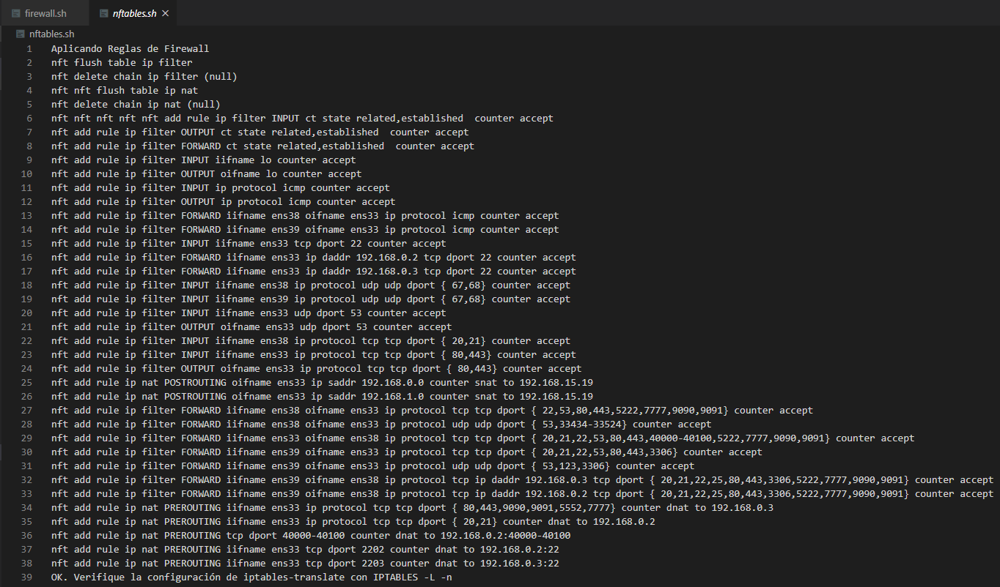 firewall.sh
nftables.sh
nftables.sh
1 Aplicando Reglas de Firewall
2 nft flush table ip filter
3 nft delete chain ip filter (null)
4 nft nft flush table ip nat
5 nft delete chain ip nat (null)
6 nft nft nft nft nft add rule ip filter INPUT ct state related,established  counter accept
7 nft add rule ip filter OUTPUT ct state related,established  counter accept
8 nft add rule ip filter FORWARD ct state related,established  counter accept
9 nft add rule ip filter INPUT iifname lo counter accept
10 nft add rule ip filter OUTPUT oifname lo counter accept
11 nft add rule ip filter INPUT ip protocol icmp counter accept
12 nft add rule ip filter OUTPUT ip protocol icmp counter accept
13 nft add rule ip filter FORWARD iifname ens38 oifname ens33 ip protocol icmp counter accept
14 nft add rule ip filter FORWARD iifname ens39 oifname ens33 ip protocol icmp counter accept
15 nft add rule ip filter INPUT iifname ens33 tcp dport 22 counter accept
16 nft add rule ip filter FORWARD iifname ens33 ip daddr 192.168.0.2 tcp dport 22 counter accept
17 nft add rule ip filter FORWARD iifname ens33 ip daddr 192.168.0.3 tcp dport 22 counter accept
18 nft add rule ip filter INPUT iifname ens38 ip protocol udp udp dport { 67,68} counter accept
19 nft add rule ip filter INPUT iifname ens39 ip protocol udp udp dport { 67,68} counter accept
20 nft add rule ip filter INPUT iifname ens33 udp dport 53 counter accept
21 nft add rule ip filter OUTPUT oifname ens33 udp dport 53 counter accept
22 nft add rule ip filter INPUT iifname ens38 ip protocol tcp tcp dport { 20,21} counter accept
23 nft add rule ip filter INPUT iifname ens33 ip protocol tcp tcp dport { 80,443} counter accept
24 nft add rule ip filter OUTPUT oifname ens33 ip protocol tcp tcp dport { 80,443} counter accept
25 nft add rule ip nat POSTROUTING oifname ens33 ip saddr 192.168.0.0 counter snat to 192.168.15.19
26 nft add rule ip nat POSTROUTING oifname ens33 ip saddr 192.168.1.0 counter snat to 192.168.15.19
27 nft add rule ip filter FORWARD iifname ens38 oifname ens33 ip protocol tcp tcp dport { 22,53,80,443,5222,7777,9090,9091} counter accept
28 nft add rule ip filter FORWARD iifname ens38 oifname ens33 ip protocol udp udp dport { 53,33434-33524} counter accept
29 nft add rule ip filter FORWARD iifname ens33 oifname ens38 ip protocol tcp tcp dport { 20,21,22,53,80,443,40000-40100,5222,7777,9090,9091} counter accept
30 nft add rule ip filter FORWARD iifname ens39 oifname ens33 ip protocol tcp tcp dport { 20,21,22,53,80,443,3306} counter accept
31 nft add rule ip filter FORWARD iifname ens39 oifname ens33 ip protocol udp udp dport { 53,123,3306} counter accept
32 nft add rule ip filter FORWARD iifname ens39 oifname ens38 ip protocol tcp ip daddr 192.168.0.3 tcp dport { 20,21,22,25,80,443,3306,5222,7777,9090,9091} counter accept
33 nft add rule ip filter FORWARD iifname ens39 oifname ens38 ip protocol tcp ip daddr 192.168.0.2 tcp dport { 20,21,22,25,80,443,3306,5222,7777,9090,9091} counter accept
34 nft add rule ip nat PREROUTING iifname ens33 ip protocol tcp tcp dport { 80,443,9090,9091,5552,7777} counter dnat to 192.168.0.3
35 nft add rule ip nat PREROUTING iifname ens33 ip protocol tcp tcp dport { 20,21} counter dnat to 192.168.0.2
36 nft add rule ip nat PREROUTING tcp dport 40000-40100 counter dnat to 192.168.0.2:40000-40100
37 nft add rule ip nat PREROUTING iifname ens33 tcp dport 2202 counter dnat to 192.168.0.2:22
38 nft add rule ip nat PREROUTING iifname ens33 tcp dport 2203 counter dnat to 192.168.0.3:22
39 OK. Verifique la configuración de iptables-translate con IPTABLES -L -n